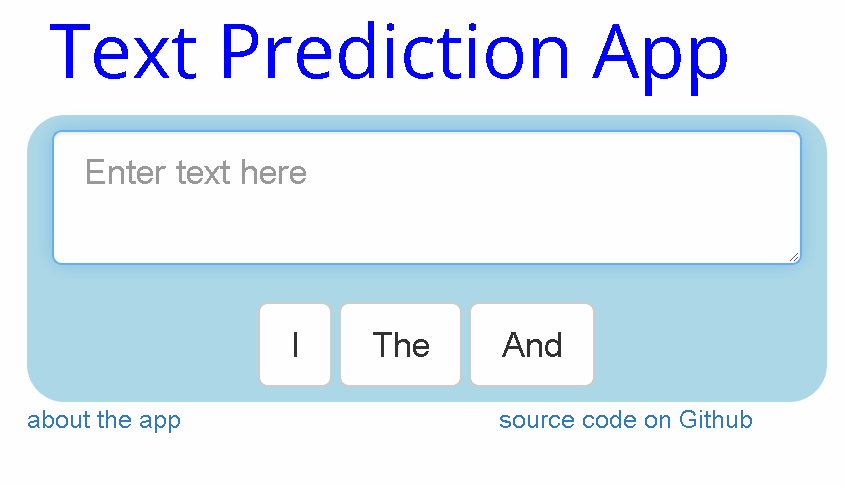 Text Prediction App
Enter text here
I The And
about the app source code on Github